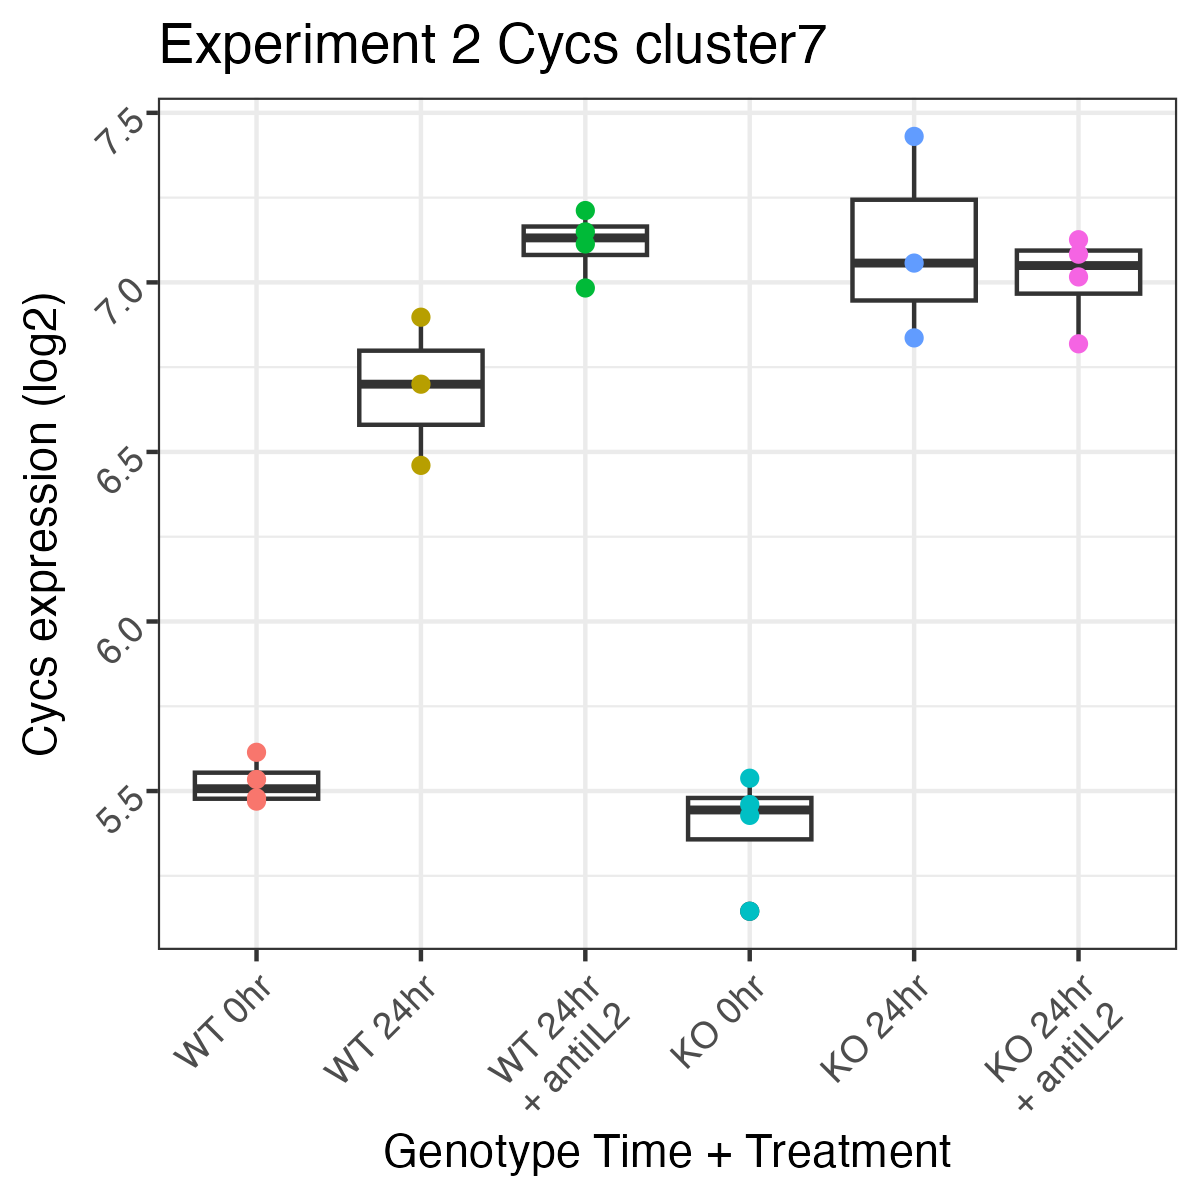 Experiment 2 Cycs cluster7
Cycs expression (log2)
7.5
7.0
6.5
6.0
5.5
WT 0hr
WT 24hr
WT 24hr
+ antiIL2
KO 0hr
KO 24hr
KO 24hr
+ antiIL2
Genotype Time + Treatment